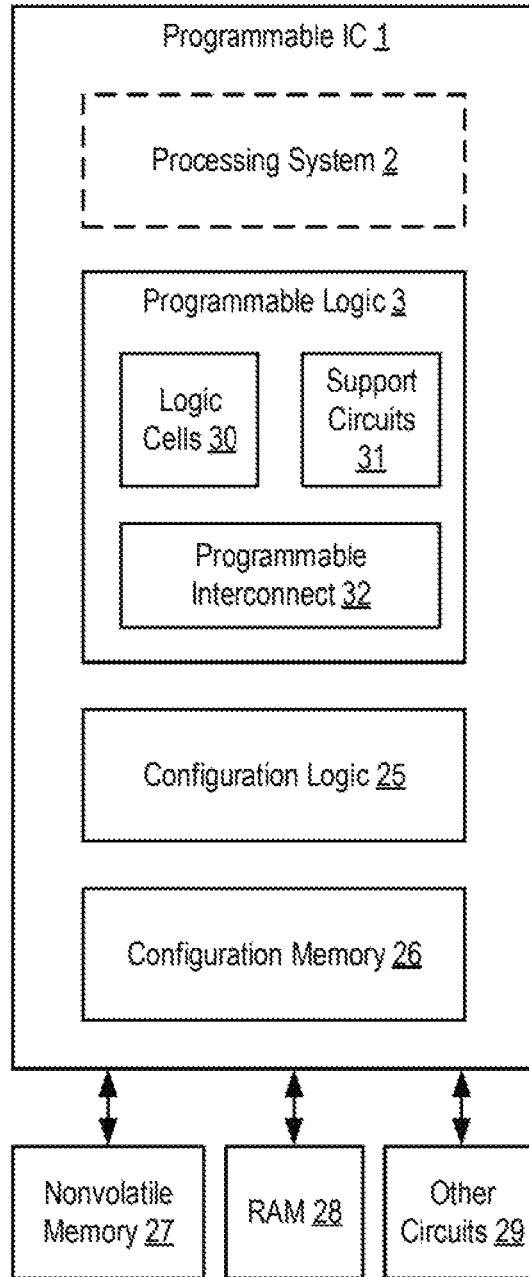 Programmable IC 1
Processing System 2
Programmable Logic 3
Logic
Cells 30
Support
Circuits
31
Programmable
Interconnect 32
Configuration Logic 25
Configuration Memory 26
Nonvolatile
Memory 27
RAM 28
Other
Circuits 29